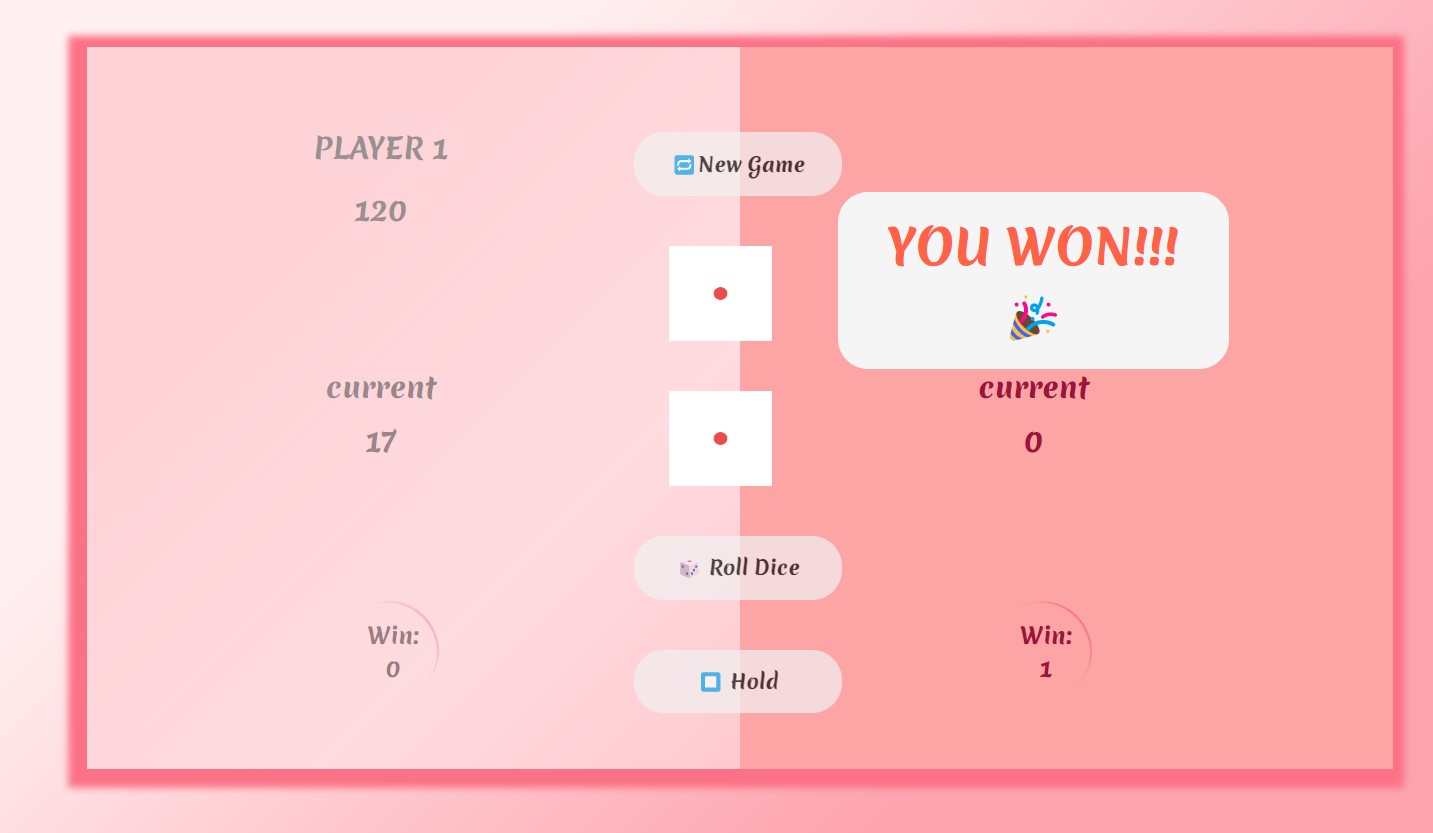 PLAYER 1
120
current
17
Win:
0
New Game
Roll Dice
Hold
YOU WON!!!
current
0
Win:
1